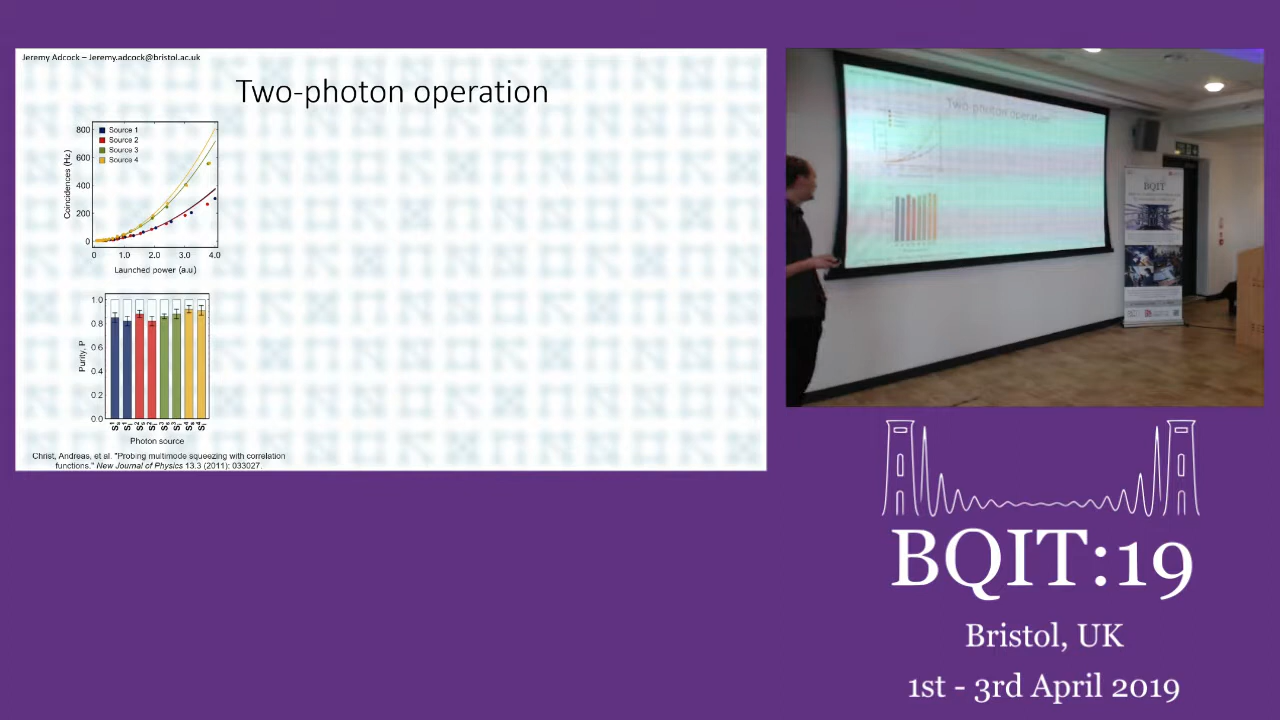 Jeremy Adcock – Jeremy.adcock@bristol.ac.uk
Two-photon operation
800
600
400
200
0
Coincidences (Hz)
Source 1
Source 2
Source 3
Source 4
0 1.0 2.0 3.0 4.0
Launched power (a.u)
1.0
0.8
0.6
0.4
0.2
0.0
Purity, P
Photon source
Christ, Andreas, et al. "Probing multimode squeezing with correlation
functions." New Journal of Physics 13.3 (2011): 033027.
Two-photon operation
BQIT
BQIT:19
Bristol, UK
1st - 3rd April 2019